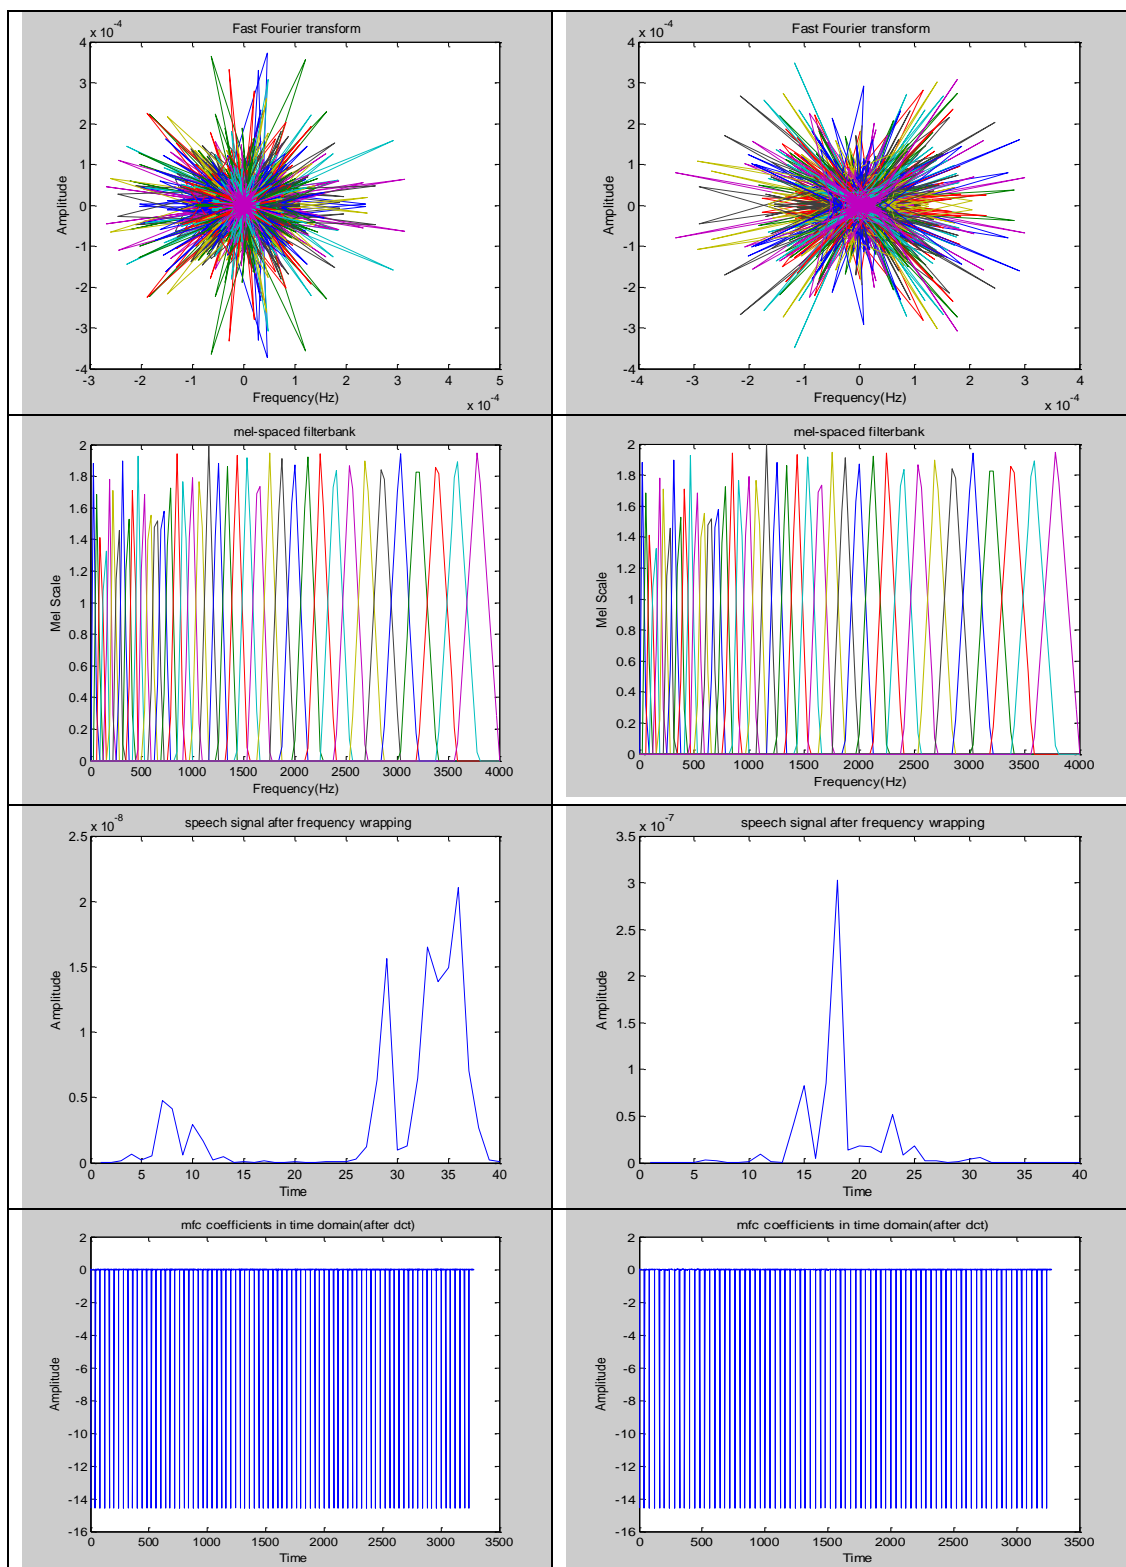 Fast Fourier transform
x 10^-4
4
3
2
1
0
-1
-2
-3
-4
Amplitude
-3 -2 -1 0 1 2 3 4 5
Frequency(Hz)
x 10^-4
Fast Fourier transform
x 10^-4
4
3
2
1
0
-1
-2
-3
-4
Amplitude
-4 -3 -2 -1 0 1 2 3 4
Frequency(Hz)
x 10^-4
mel-spaced filterbank
2
1.8
1.6
1.4
1.2
1
0.8
0.6
0.4
0.2
0
Mel Scale
0 500 1000 1500 2000 2500 3000 3500 4000
Frequency(Hz)
mel-spaced filterbank
2
1.8
1.6
1.4
1.2
1
0.8
0.6
0.4
0.2
0
Mel Scale
0 500 1000 1500 2000 2500 3000 3500 4000
Frequency(Hz)
x 10^-8
speech signal after frequency wrapping
2.5
2
1.5
1
0.5
0
Amplitude
0 5 10 15 20 25 30 35 40
Time
x 10^-7
speech signal after frequency wrapping
3.5
3
2.5
2
1.5
1
0.5
0
Amplitude
0 5 10 15 20 25 30 35 40
Time
mfc coefficients in time domain(after dct)
2
0
-2
-4
-6
-8
-10
-12
-14
-16
Amplitude
0 500 1000 1500 2000 2500 3000 3500
Time
mfc coefficients in time domain(after dct)
2
0
-2
-4
-6
-8
-10
-12
-14
-16
Amplitude
0 500 1000 1500 2000 2500 3000 3500
Time